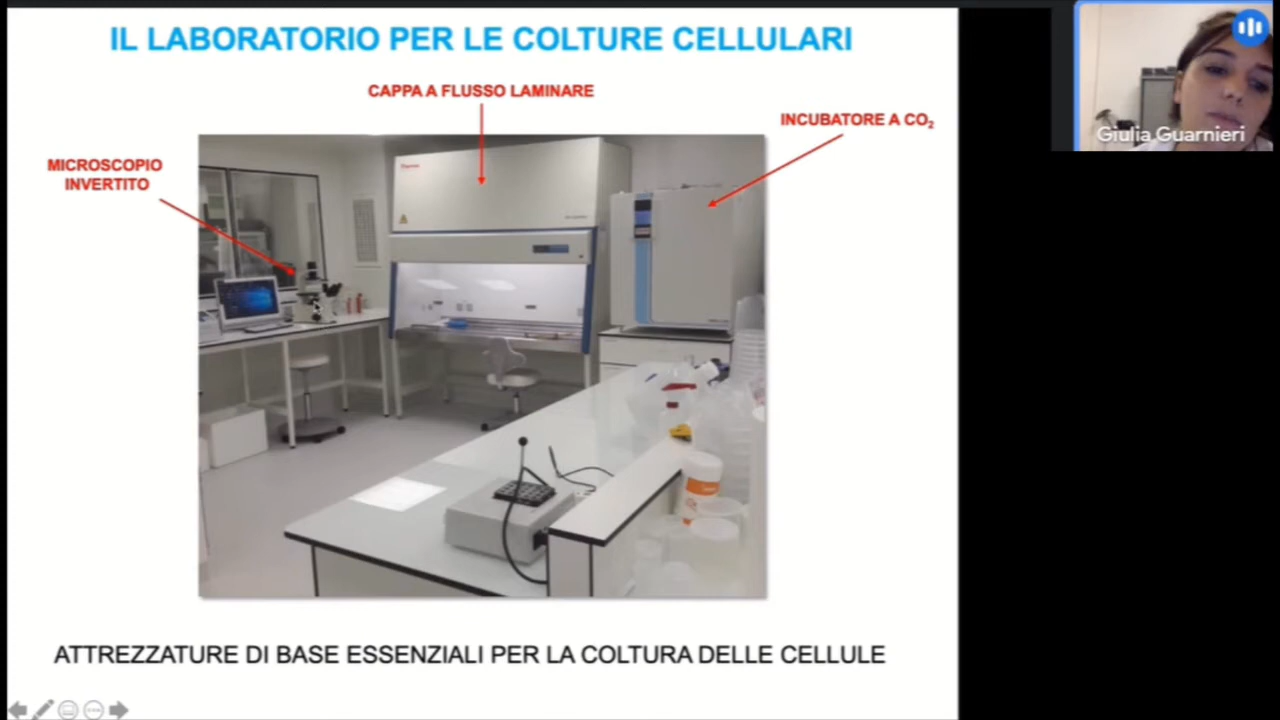 IL LABORATORIO PER LE COLTURE CELLULARI
CAPPA A FLUSSO LAMINARE
INCUBATORE A CO₂
MICROSCOPIO
INVERTITO
Giulia Guarnieri
ATTREZZATURE DI BASE ESSENZIALI PER LA COLTURA DELLE CELLULE